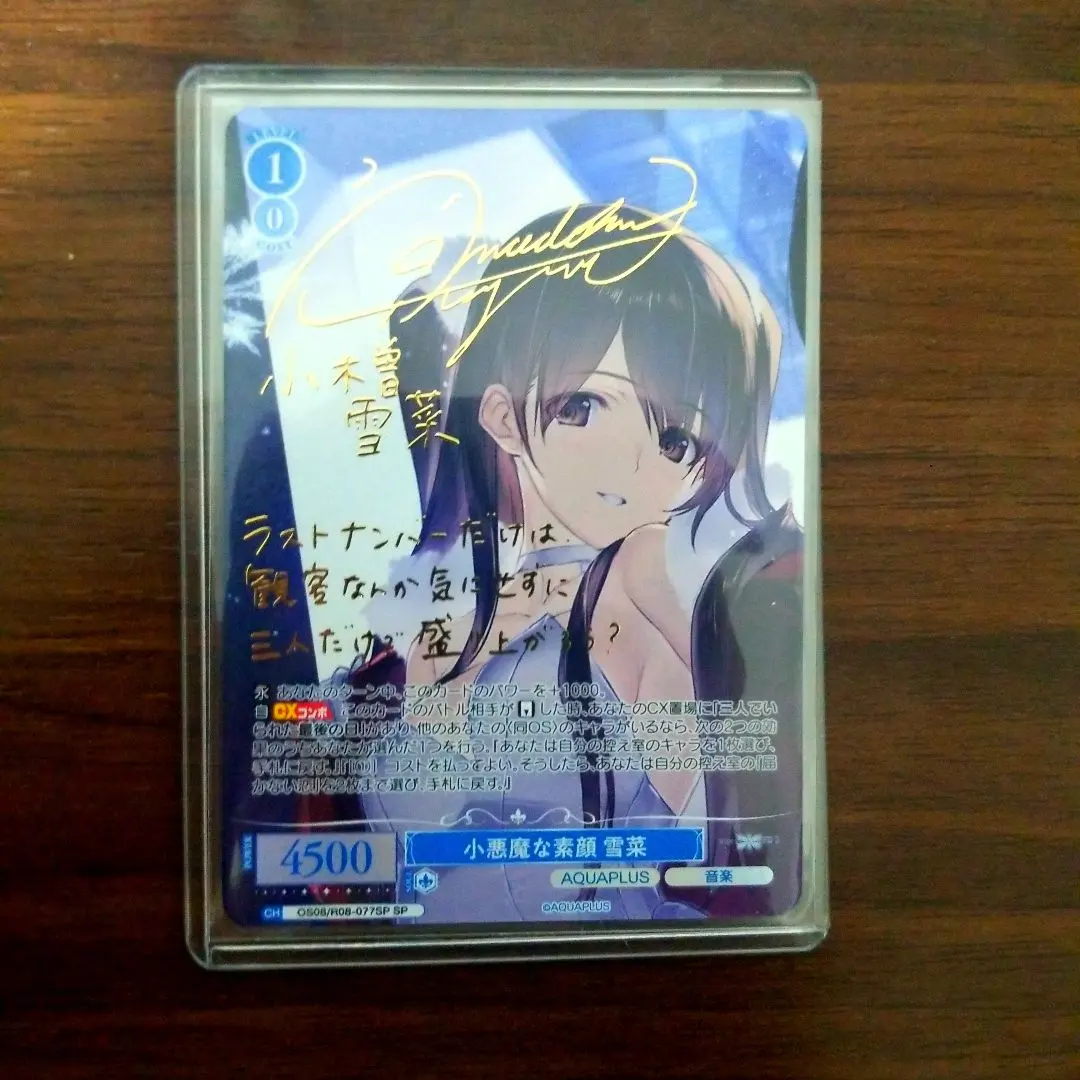 LEVEL
1
0
COST
小木曽
雪菜
ラストナンバーだけは、
観客なんか気にせずに
三人だけで盛り上がろう?
永 あなたのターン中、このカードのパワーを+1000。
自 CXコンボ このカードのバトル相手が した時、あなたのCX置場に「三人でい
られた最後の日」があり、他のあなたの《QOS》のキャラがいるなら、次の2つの効
果のうちあなたが選んだ1つを行う。『あなたは自分の控え室のキャラを1枚選び、
手札に戻す。』『[(1)] コストを払ってよい。そうしたら、あなたは自分の控え室の「届
かない恋」を2枚まで選び、手札に戻す。』
POWER
4500
SOUL
小悪魔な素顔 雪菜
AQUAPLUS
音楽
CH
OS08/R08-077SP SP
©AQUAPLUS